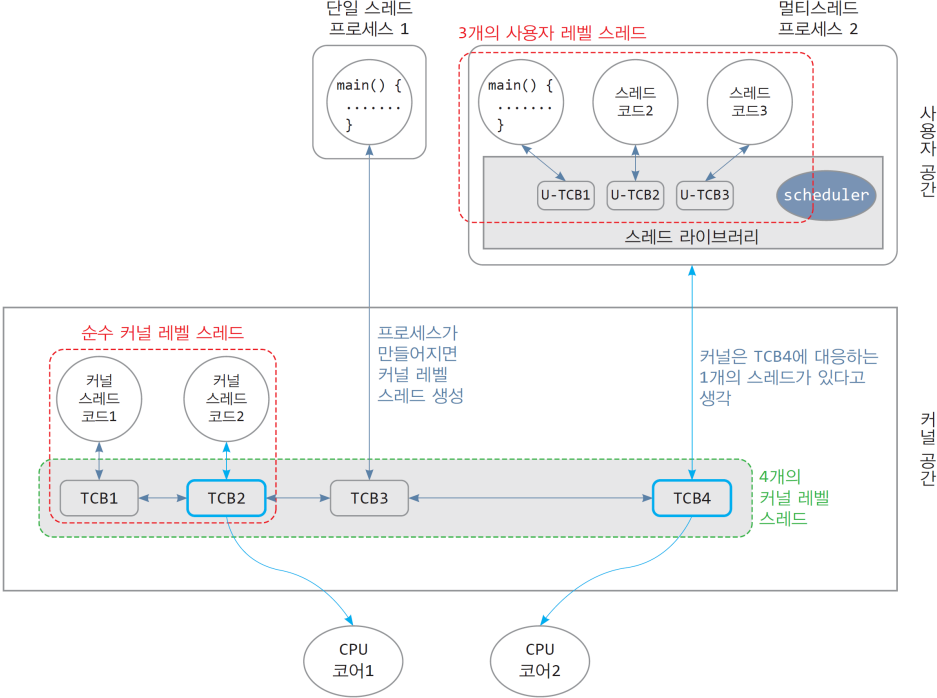 단일 스레드
프로세스 1
멀티스레드
프로세스 2
3개의 사용자 레벨 스레드
main() {
.......
}
main() {
.......
}
스레드
코드2
스레드
코드3
사용자 공간
U-TCB1
U-TCB2
U-TCB3
scheduler
스레드 라이브러리
순수 커널 레벨 스레드
프로세스가
만들어지면
커널 레벨
스레드 생성
커널은 TCB4에 대응하는
1개의 스레드가 있다고
생각
커널
스레드
코드1
커널
스레드
코드2
커널 공간
TCB1
TCB2
TCB3
TCB4
4개의
커널 레벨
스레드
CPU
코어1
CPU
코어2